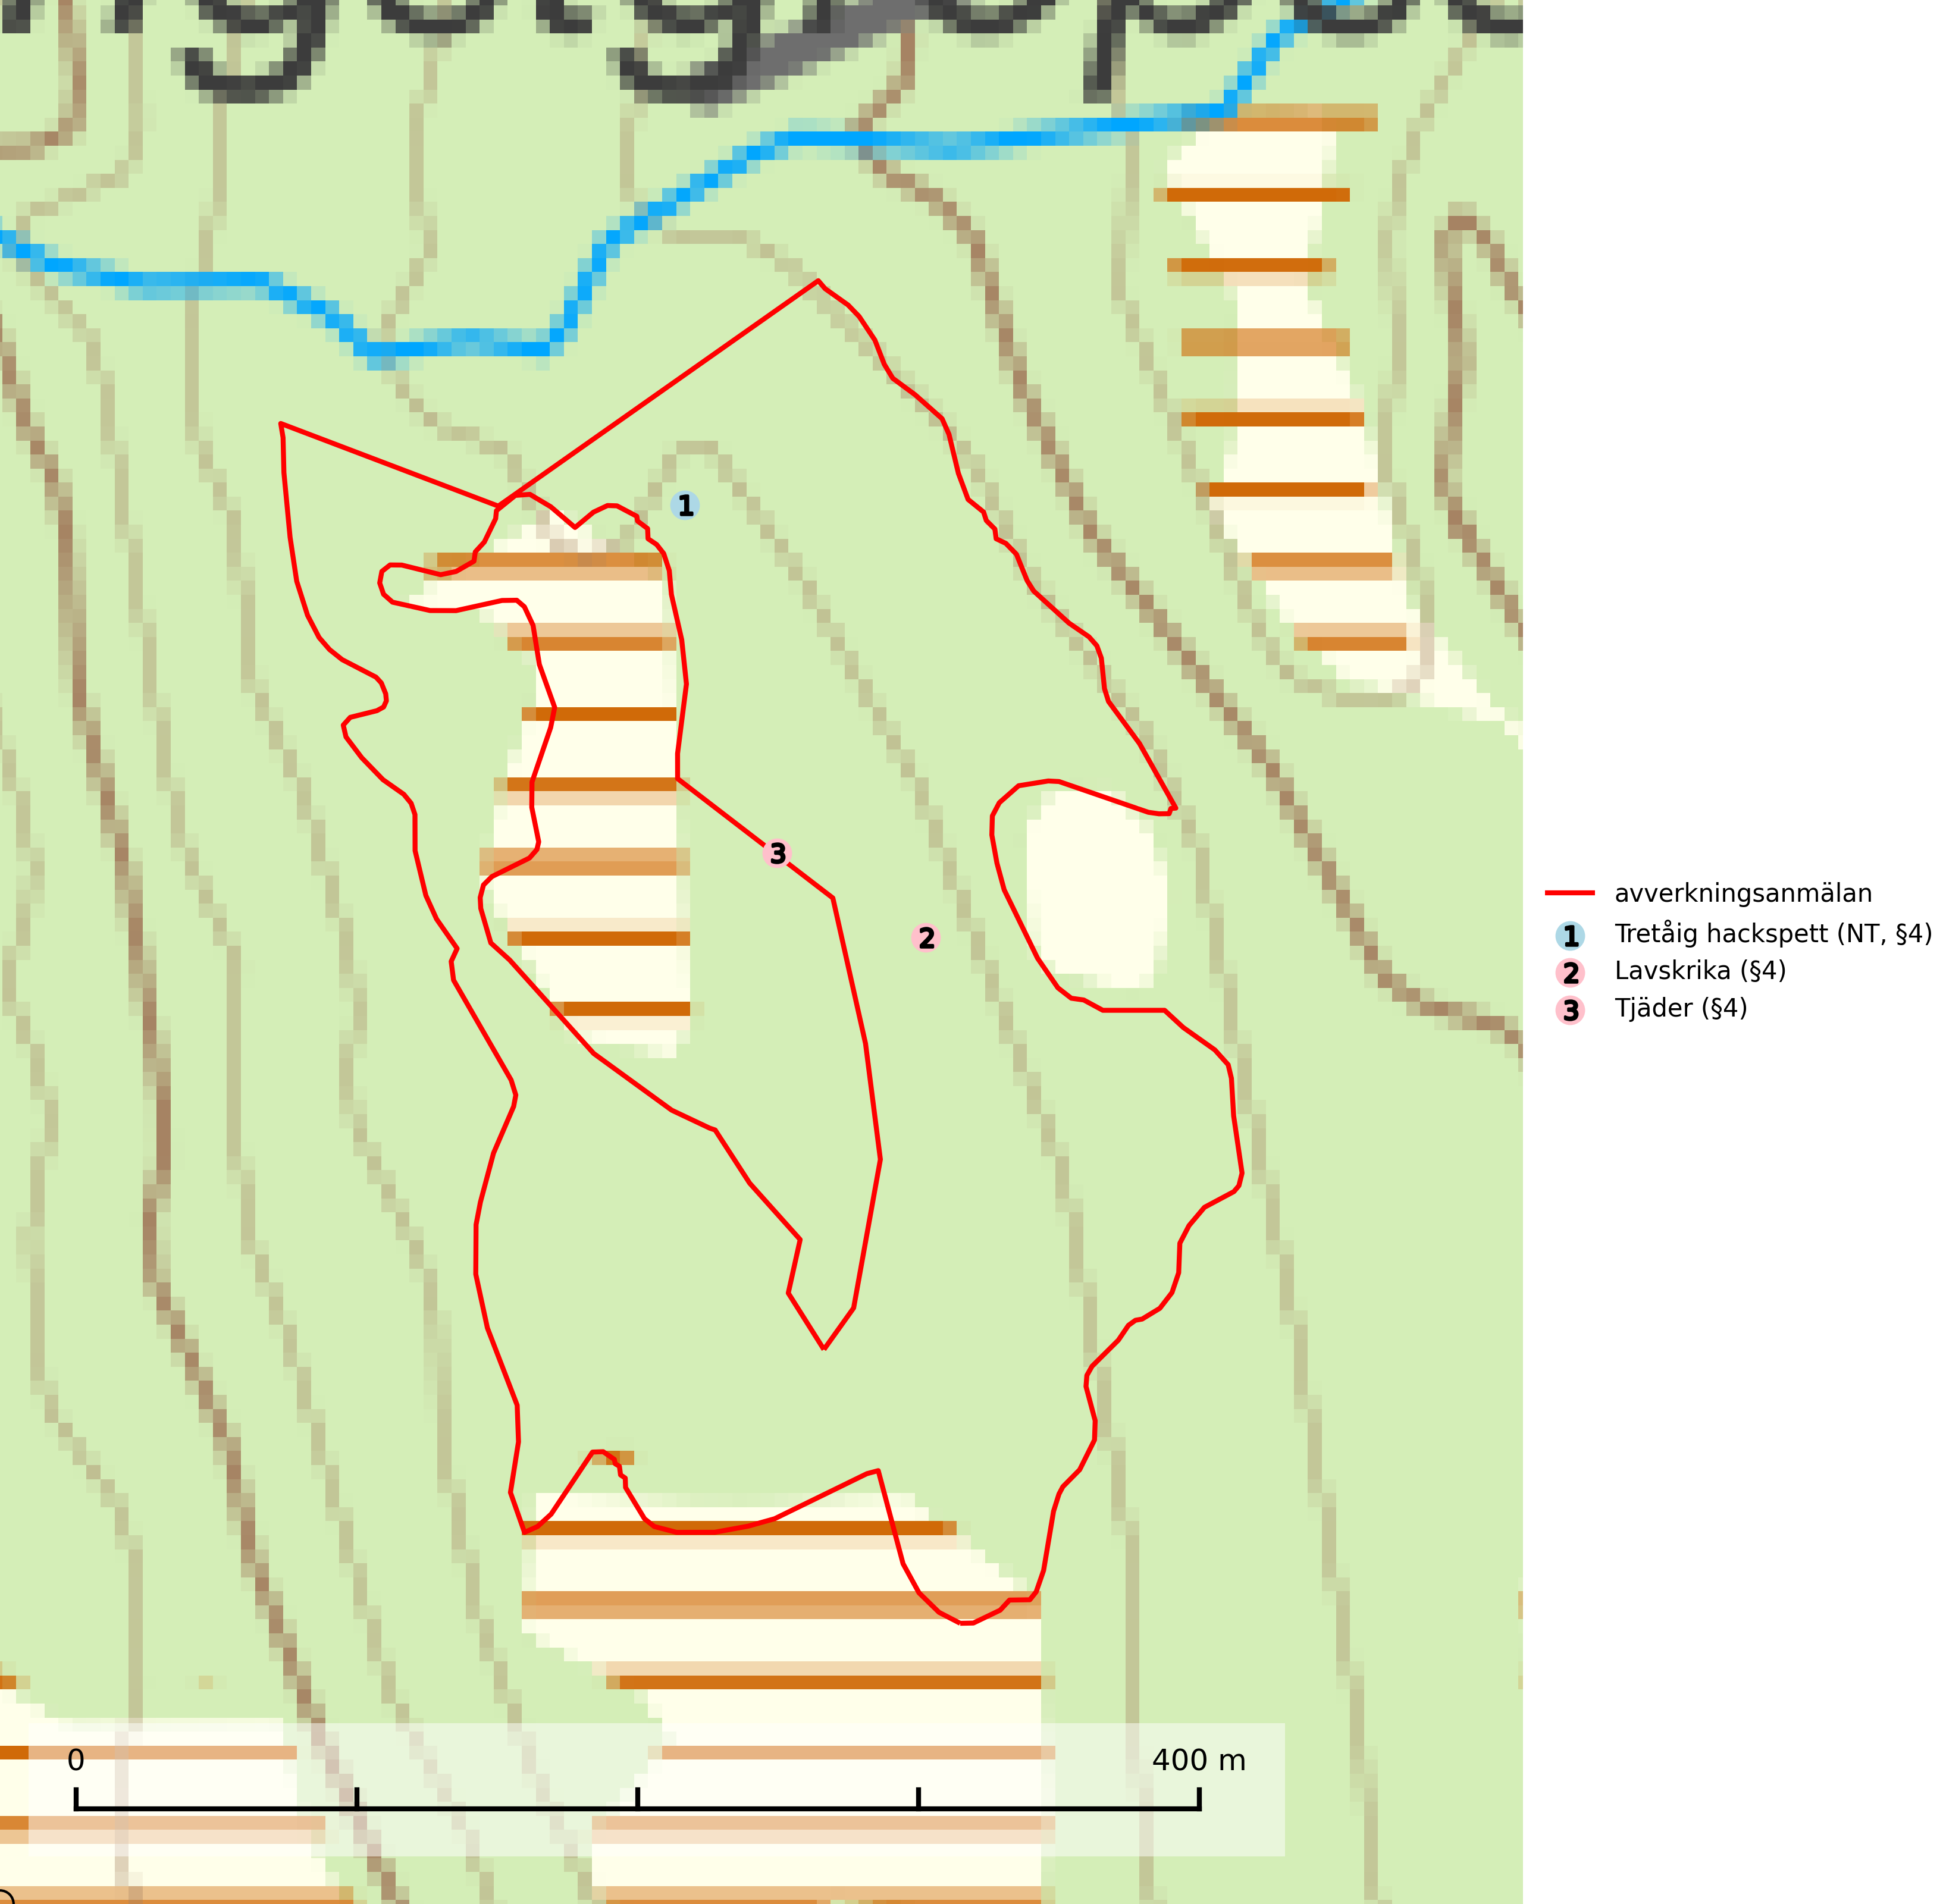 1
3
2
avverkningsanmälan
1 Tretåig hackspett (NT, §4)
2 Lavskrika (§4)
3 Tjäder (§4)
0 400 m